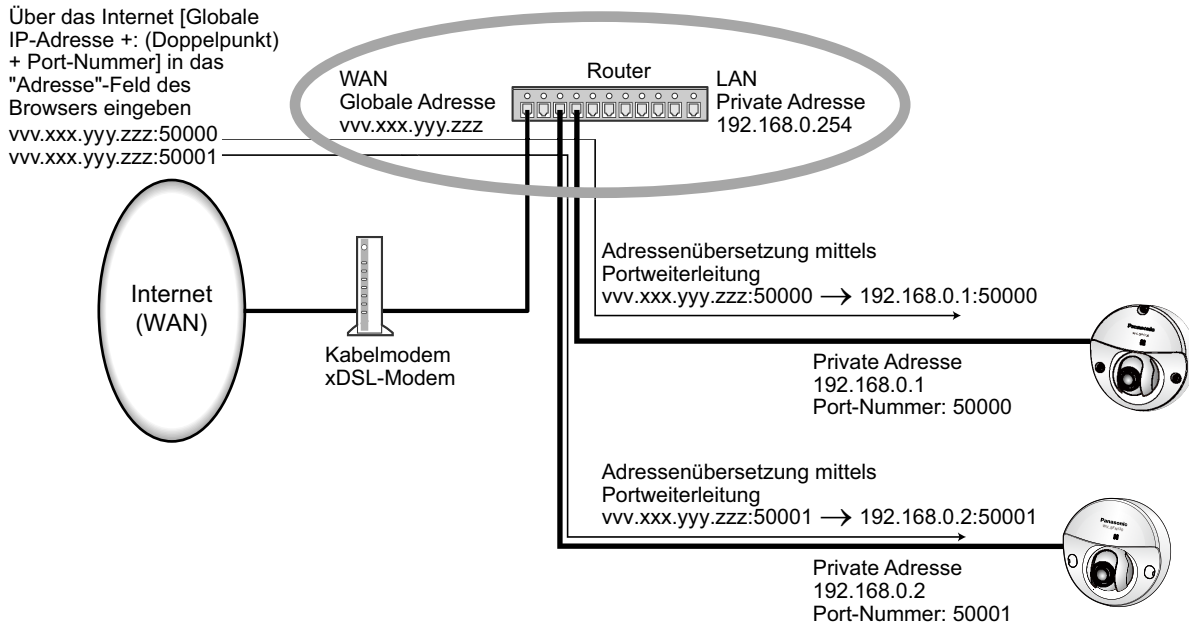 Über das Internet [Globale
IP-Adresse +: (Doppelpunkt)
+ Port-Nummer] in das
"Adresse"-Feld des
Browsers eingeben
vvv.xxx.yyy.zzz:50000
vvv.xxx.yyy.zzz:50001
WAN
Globale Adresse
vvv.xxx.yyy.zzz
Router
LAN
Private Adresse
192.168.0.254
Internet
(WAN)
Kabelmodem
xDSL-Modem
Adressenübersetzung mittels
Portweiterleitung
vvv.xxx.yyy.zzz:50000 → 192.168.0.1:50000
Panasonic
Private Adresse
192.168.0.1
Port-Nummer: 50000
Adressenübersetzung mittels
Portweiterleitung
vvv.xxx.yyy.zzz:50001 → 192.168.0.2:50001
Panasonic
Private Adresse
192.168.0.2
Port-Nummer: 50001